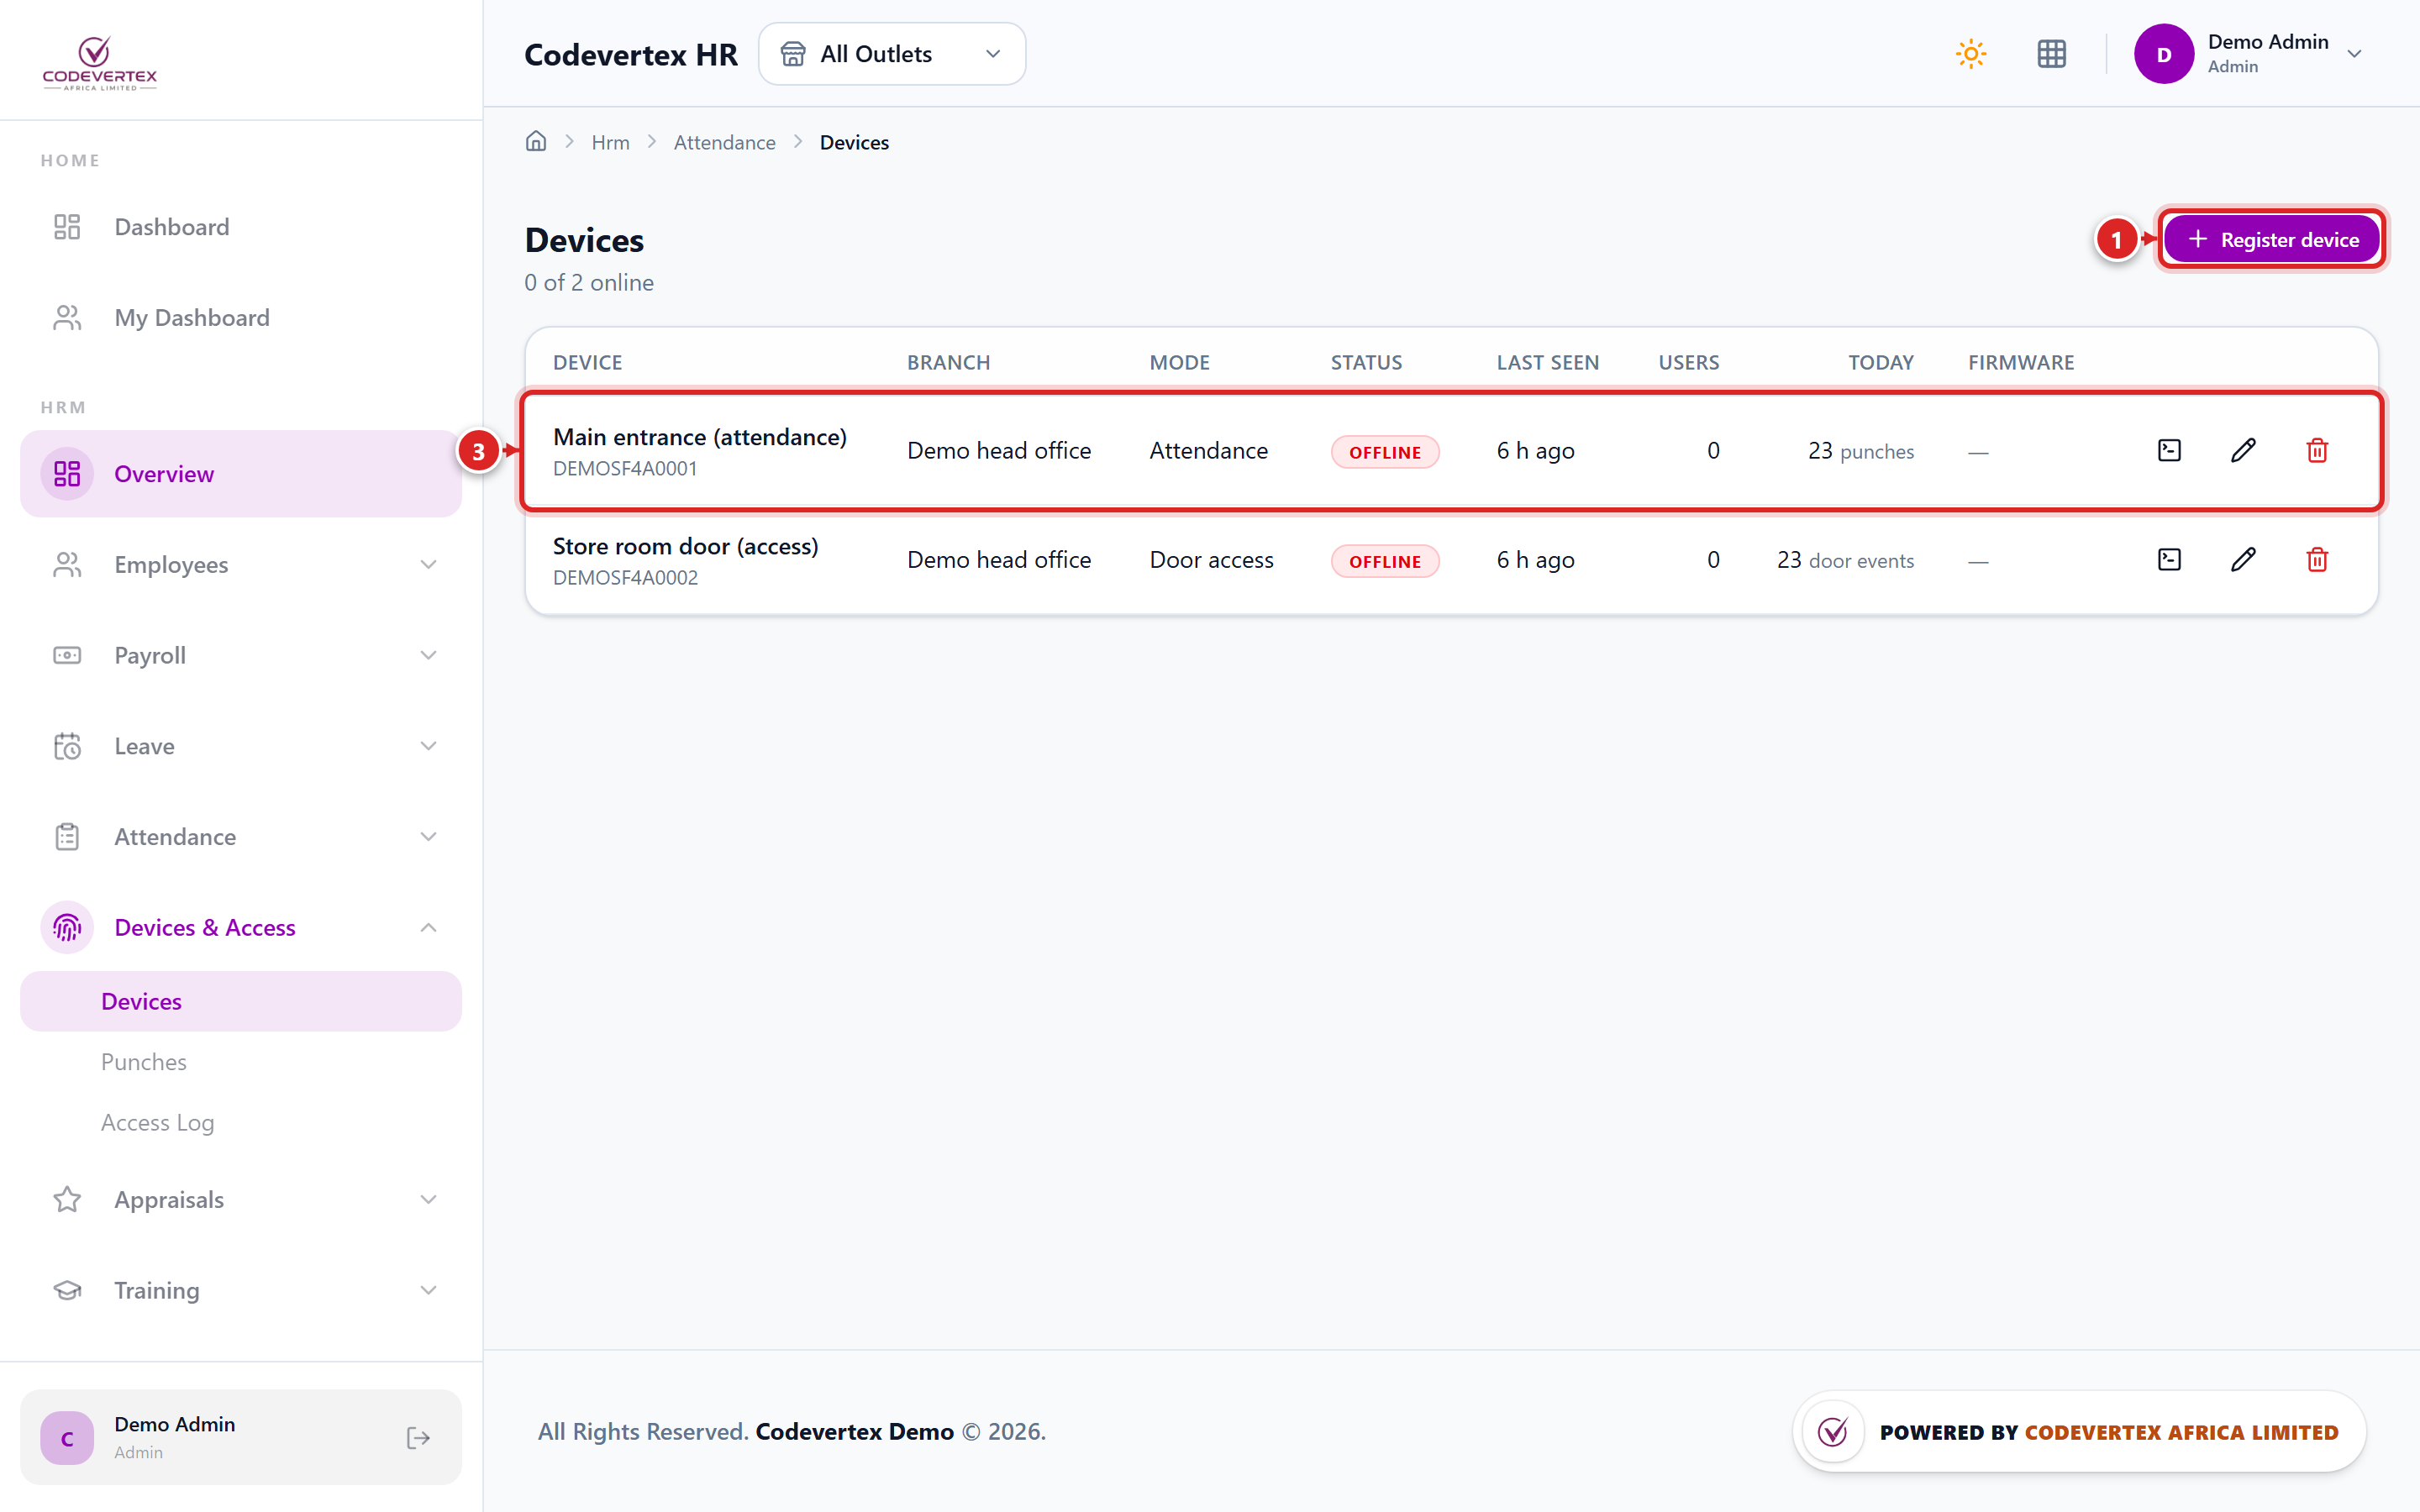 CODEVERTEX
AFRICA LIMITED
HOME
Dashboard
My Dashboard
HRM
Overview
Employees
Payroll
Leave
Attendance
Devices & Access
Devices
Punches
Access Log
Appraisals
Training
C
Demo Admin
Admin
Codevertex HR
All Outlets
D
Demo Admin
Admin
Hrm
Attendance
Devices
Devices
0 of 2 online
1
+ Register device
DEVICE BRANCH MODE STATUS LAST SEEN USERS TODAY FIRMWARE
3
Main entrance (attendance) Demo head office Attendance OFFLINE 6 h ago 0 23 punches —
DEMOSF4A0001
Store room door (access) Demo head office Door access OFFLINE 6 h ago 0 23 door events —
DEMOSF4A0002
All Rights Reserved. Codevertex Demo © 2026.
POWERED BY CODEVERTEX AFRICA LIMITED